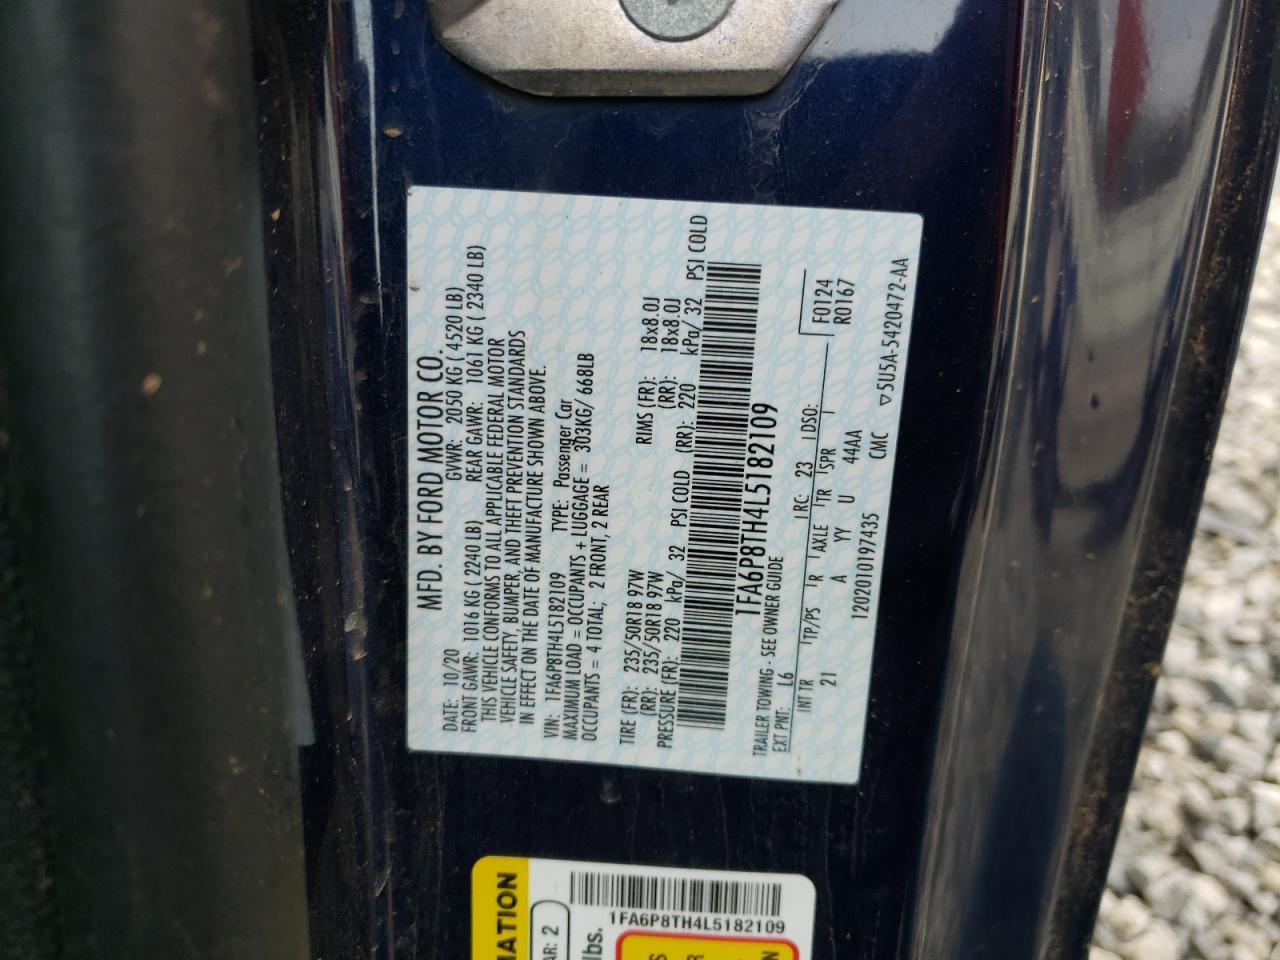 MFD. BY FORD MOTOR CO.
DATE: 10/20 GVWR: 2050 KG ( 4520 LB)
FRONT GAWR: 1016 KG ( 2240 LB) REAR GAWR: 1061 KG ( 2340 LB)
THIS VEHICLE CONFORMS TO ALL APPLICABLE FEDERAL MOTOR
VEHICLE SAFETY, BUMPER, AND THEFT PREVENTION STANDARDS
IN EFFECT ON THE DATE OF MANUFACTURE SHOWN ABOVE.
VIN: 1FA6P8TH4L5182109 TYPE: Passenger Car
MAXIMUM LOAD = OCCUPANTS + LUGGAGE = 303KG/ 668LB
OCCUPANTS = 4 TOTAL; 2 FRONT, 2 REAR
TIRE (FR): 235/50R18 97W RIMS (FR): 18x8.0J
(RR): 235/50R18 97W (RR): 18x8.0J
PRESSURE (FR): 220 kPa/ 32 PSI COLD (RR): 220 kPa/ 32 PSI COLD
1FA6P8TH4L5182109
TRAILER TOWING - SEE OWNER GUIDE
EXT PNT: L6 RC: 23 DSO: F0124
R0167
INT TR TP/PS R AXLE TR SPR
21 A YY U 44AA
1202010197435 CMC ▽5U5A-5420472-AA
1FA6P8TH4L5182109
AR: 2
lbs.